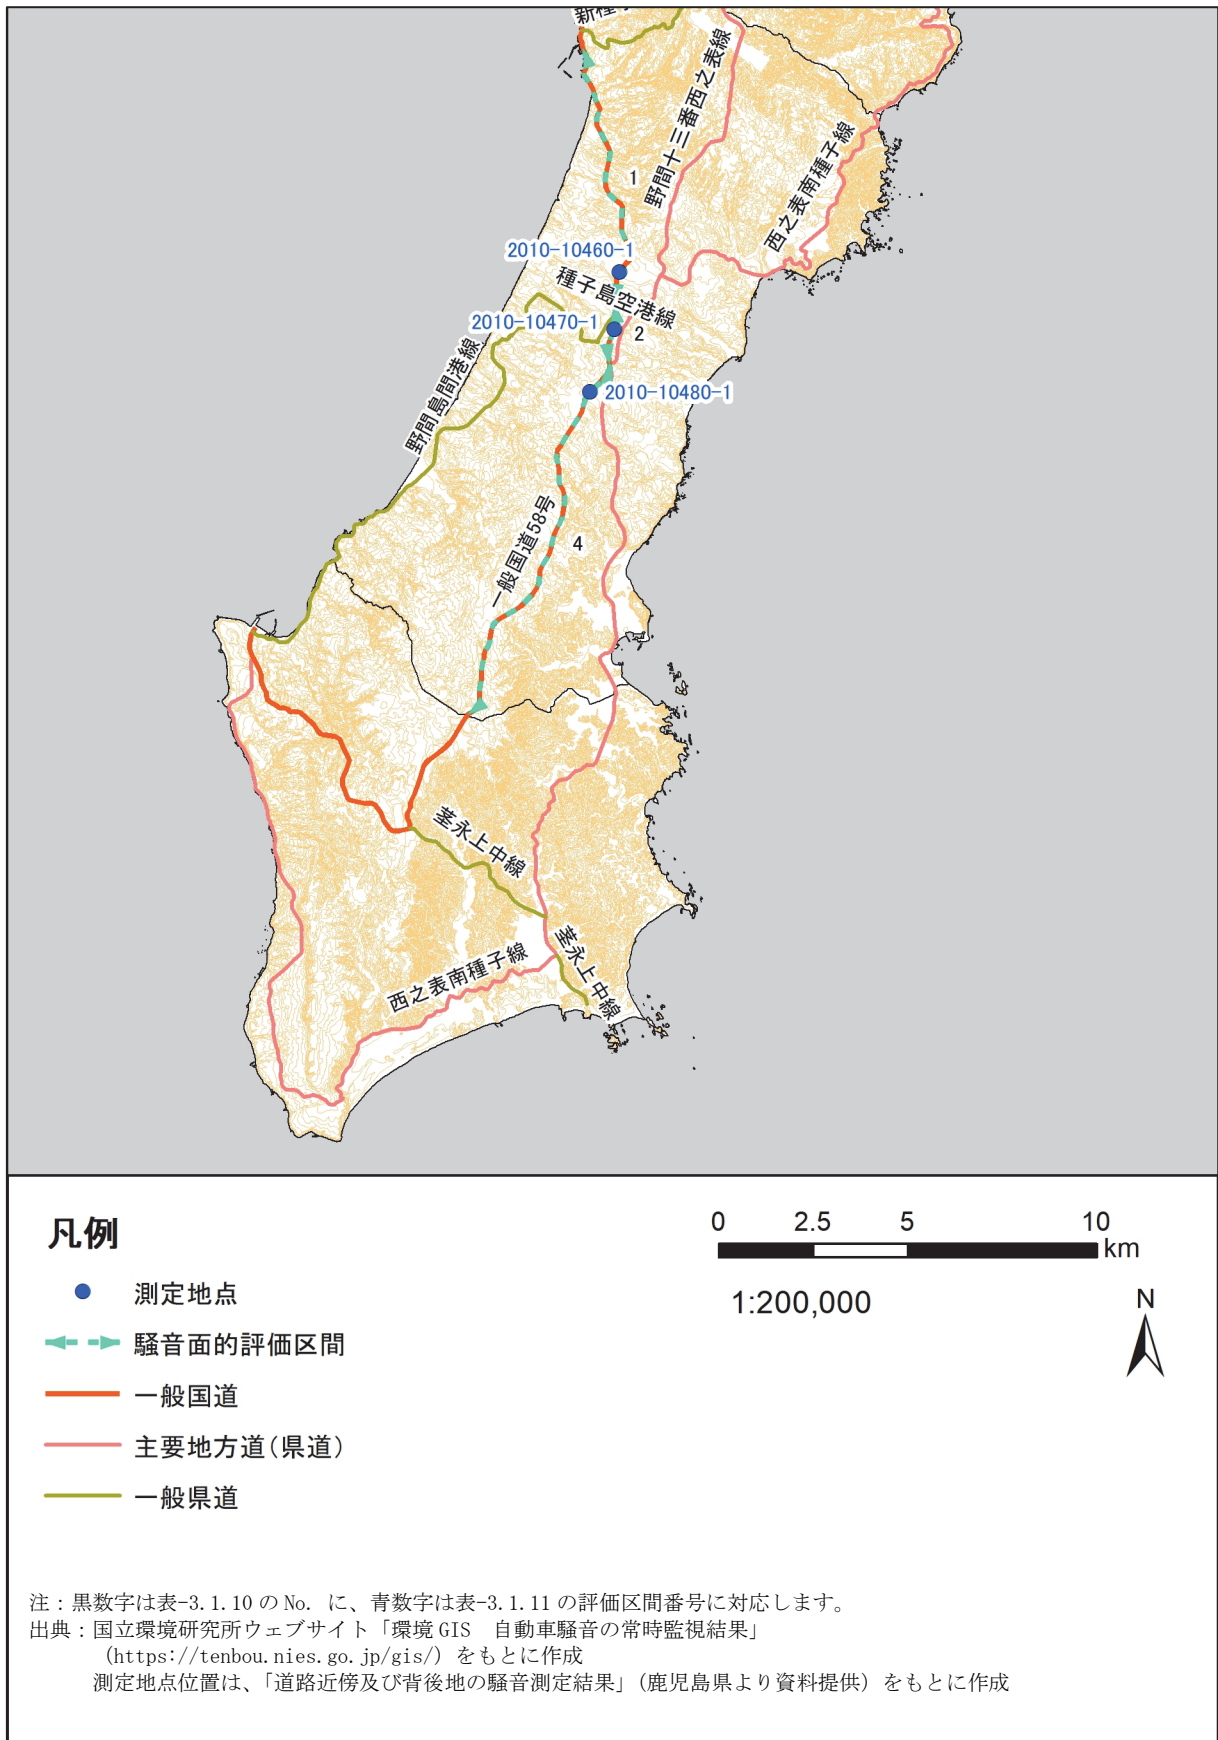 野間十三番西之表線
西之表南種子線
1
2010-10460-1
種子島空港線
2010-10470-1
2
野間島間港線
2010-10480-1
一般国道58号
4
茎永上中線
茎永上中線
西之表南種子線
凡例
測定地点
騒音面的評価区間
一般国道
主要地方道(県道)
一般県道
0 2.5 5 10
km
1:200,000
N
注：黒数字は表-3.1.10 の No. に、青数字は表-3.1.11 の評価区間番号に対応します。
出典：国立環境研究所ウェブサイト「環境 GIS　自動車騒音の常時監視結果」
（https://tenbou.nies.go.jp/gis/）をもとに作成
測定地点位置は、「道路近傍及び背後地の騒音測定結果」（鹿児島県より資料提供）をもとに作成